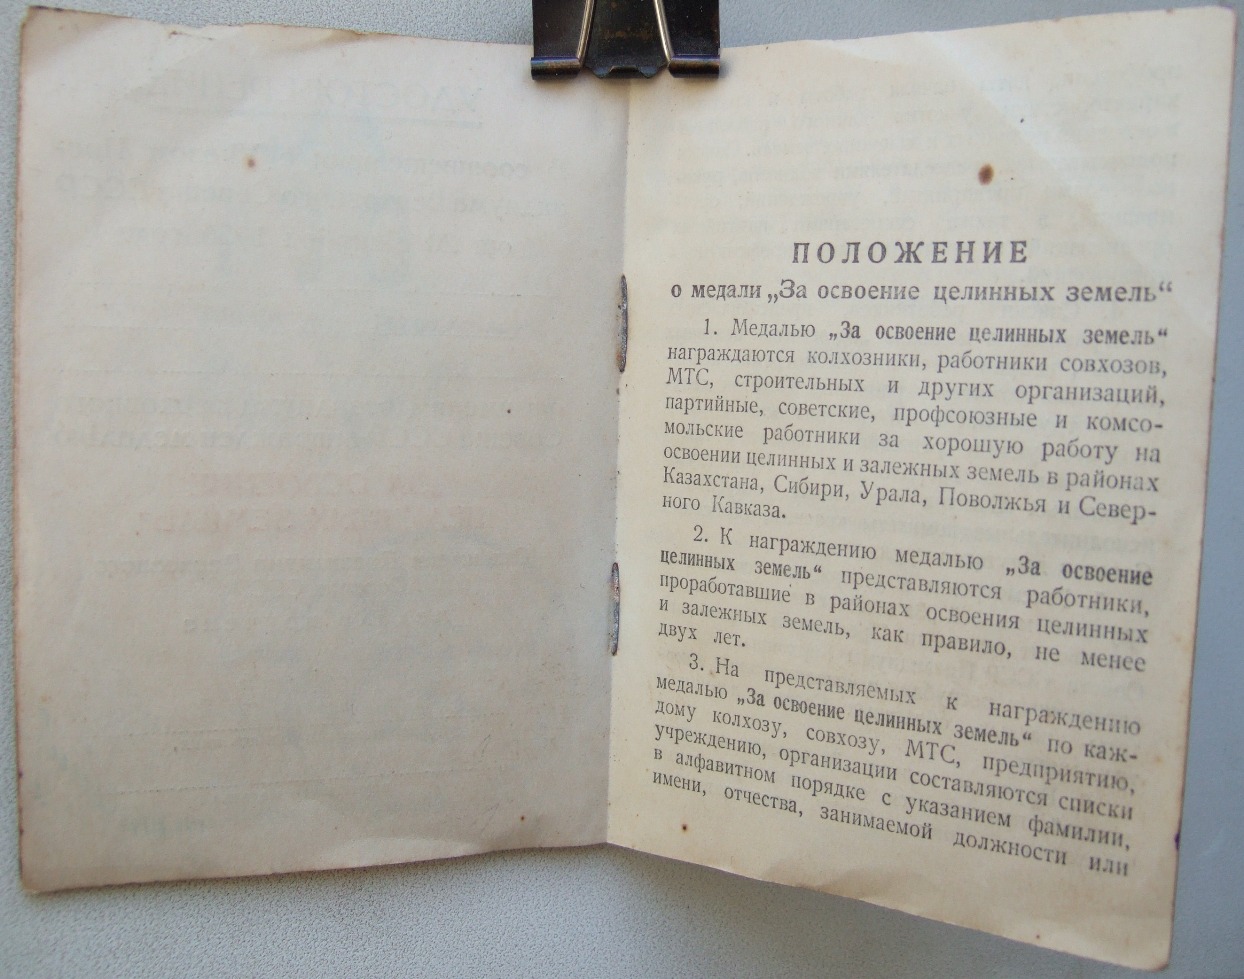 ПОЛОЖЕНИЕ
о медали „За освоение целинных земель“
1. Медалью „За освоение целинных земель“
награждаются колхозники, работники совхозов,
МТС, строительных и других организаций,
партийные, советские, профсоюзные и комсо-
мольские работники за хорошую работу на
освоении целинных и залежных земель в районах
Казахстана, Сибири, Урала, Поволжья и Север-
ного Кавказа.
2. К награждению медалью „За освоение
целинных земель“ представляются работники,
проработавшие в районах освоения целинных
и залежных земель, как правило, не менее
двух лет.
3. На представляемых к награждению
медалью „За освоение целинных земель“ по каж-
дому колхозу, совхозу, МТС, предприятию,
учреждению, организации составляются списки
в алфавитном порядке с указанием фамилии,
имени, отчества, занимаемой должности или